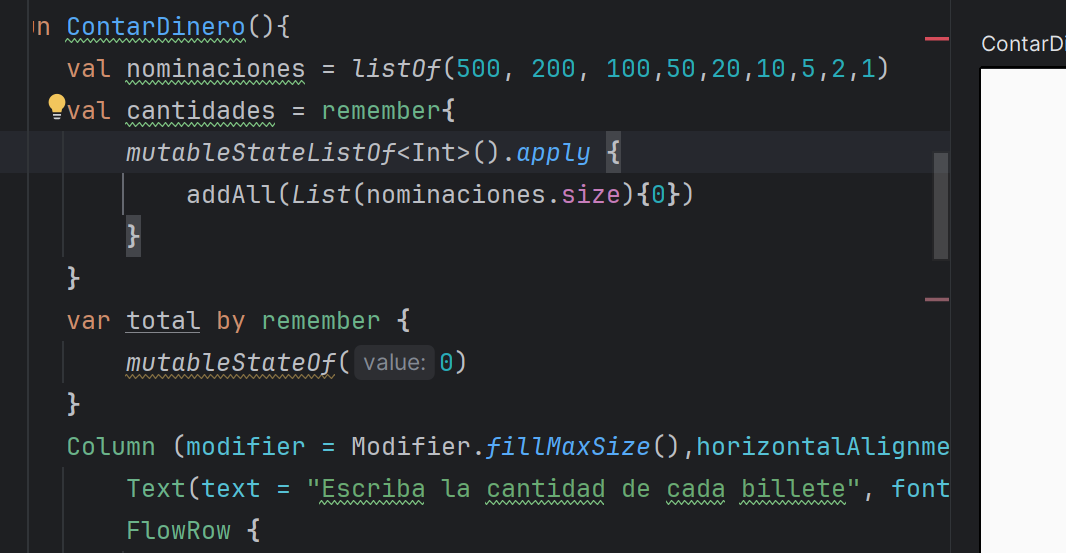 n ContarDinero(){
val nominaciones = listOf(500, 200, 100,50,20,10,5,2,1)
val cantidades = remember{
mutableStateListOf<Int>().apply {
addAll(List(nominaciones.size){0})
}
}
var total by remember {
mutableStateOf(value: 0)
}
Column (modifier = Modifier.fillMaxSize(),horizontalAlignme
Text(text = "Escriba la cantidad de cada billete", font
FlowRow {
ContarDi